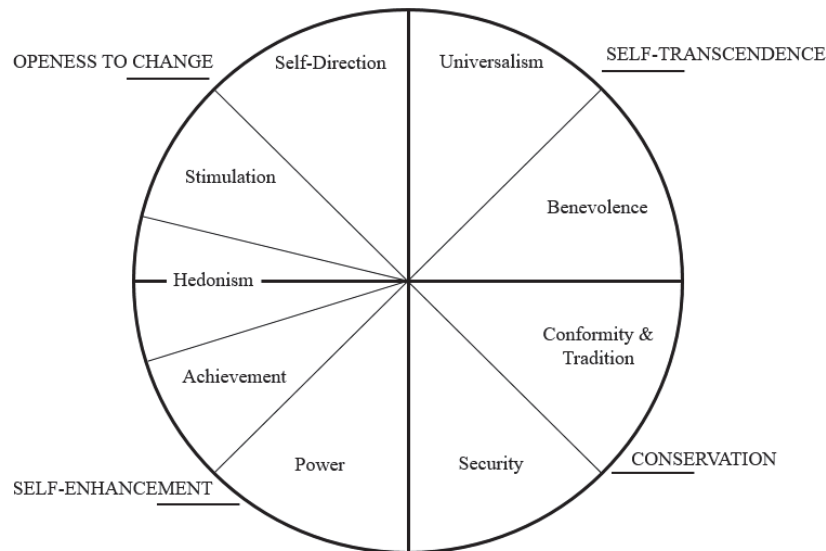 OPENESS TO CHANGE
Self-Direction
Universalism
SELF-TRANSCENDENCE
Stimulation
Benevolence
Hedonism
Conformity &
Tradition
Achievement
Power
Security
CONSERVATION
SELF-ENHANCEMENT